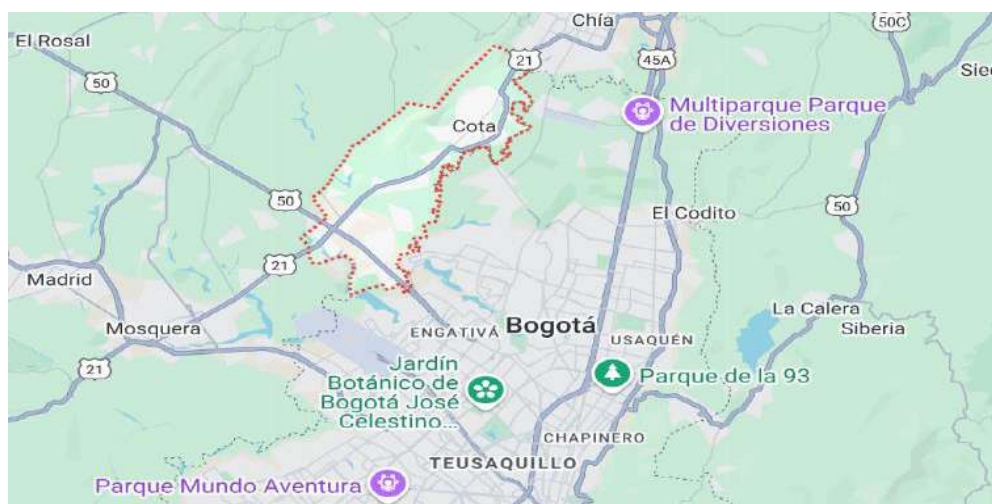 Chía
50C
El Rosal
21
45A
Sie
50
Multiparque Parque
de Diversiones
Cota
50
50
El Codito
21
Madrid
La Calera
Siberia
Mosquera
ENGATIVÁ
Bogotá
USAQUÉN
21
Jardín
Botánico de
Bogotá José
Celestino...
Parque de la 93
CHAPINERO
TEUSAQUILLO
Parque Mundo Aventura